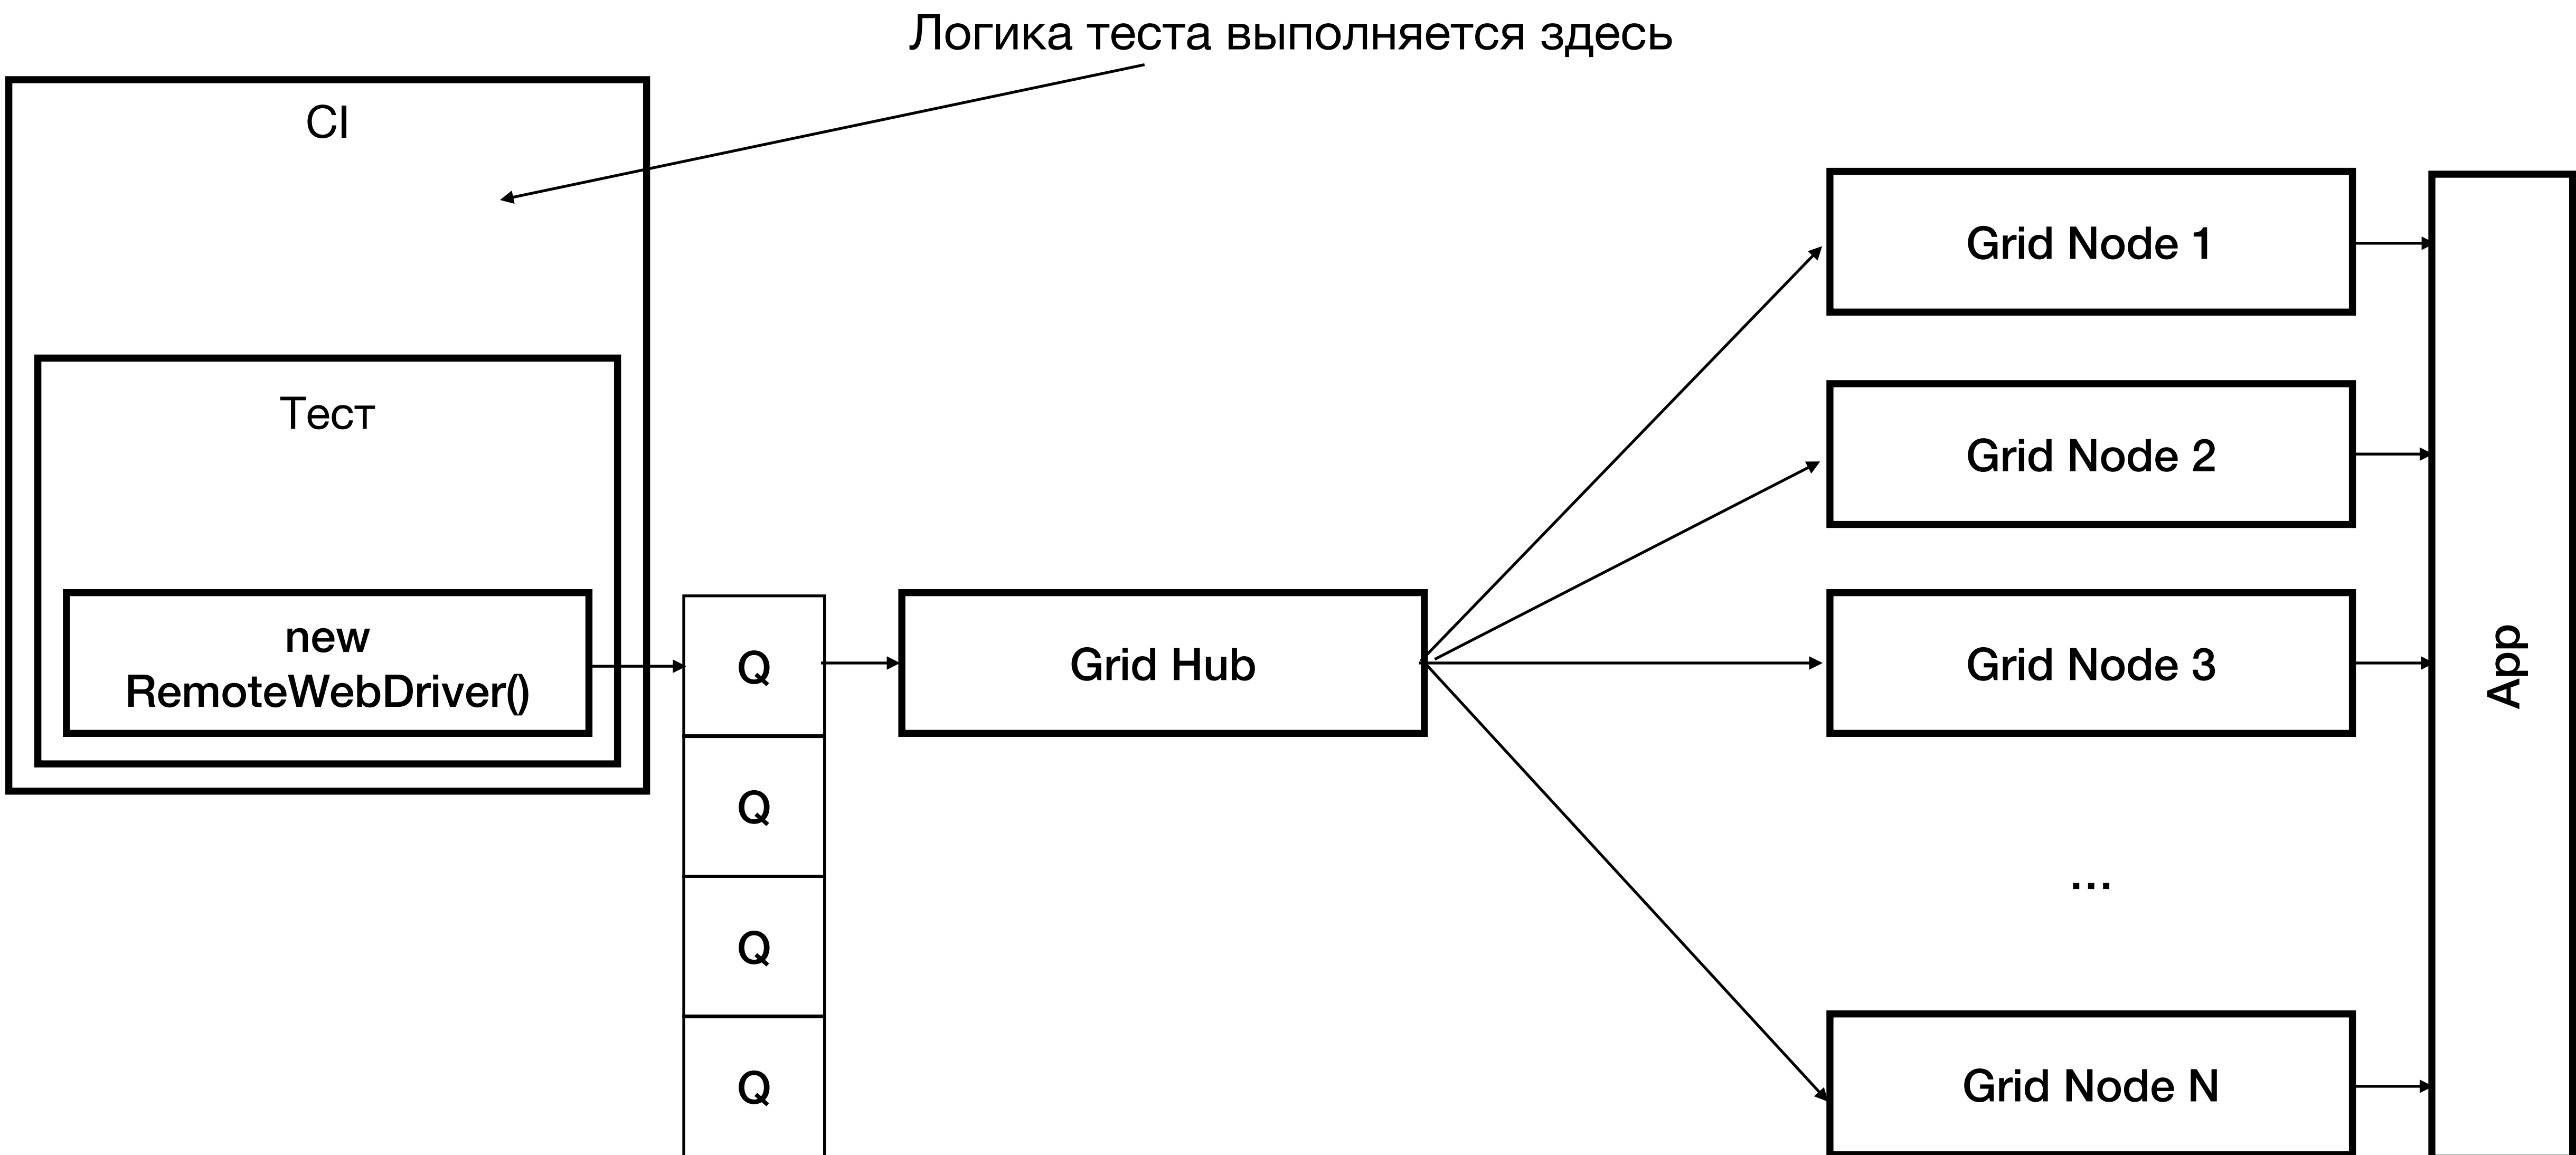 Логика теста выполняется здесь
CI
Тест
new
RemoteWebDriver()
Q
Q
Q
Q
Grid Hub
Grid Node 1
Grid Node 2
Grid Node 3
...
Grid Node N
App